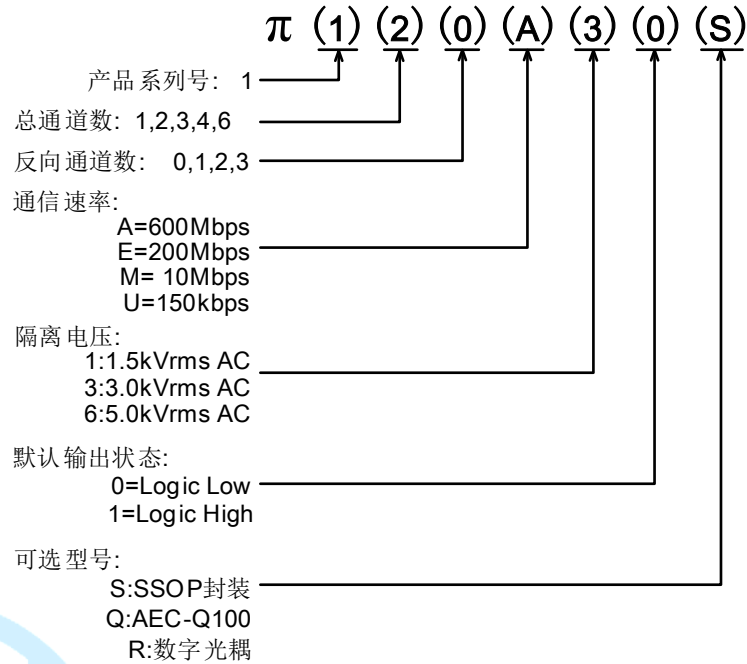 π (1) (2) (0) (A) (3) (0) (S)
产品系列号: 1
总通道数: 1,2,3,4,6
反向通道数: 0,1,2,3
通信速率:
A=600Mbps
E=200Mbps
M= 10Mbps
U=150kbps
隔离电压:
1:1.5kVrms AC
3:3.0kVrms AC
6:5.0kVrms AC
默认输出状态:
0=Logic Low
1=Logic High
可选型号:
S:SSOP封装
Q:AEC-Q100
R:数字光耦